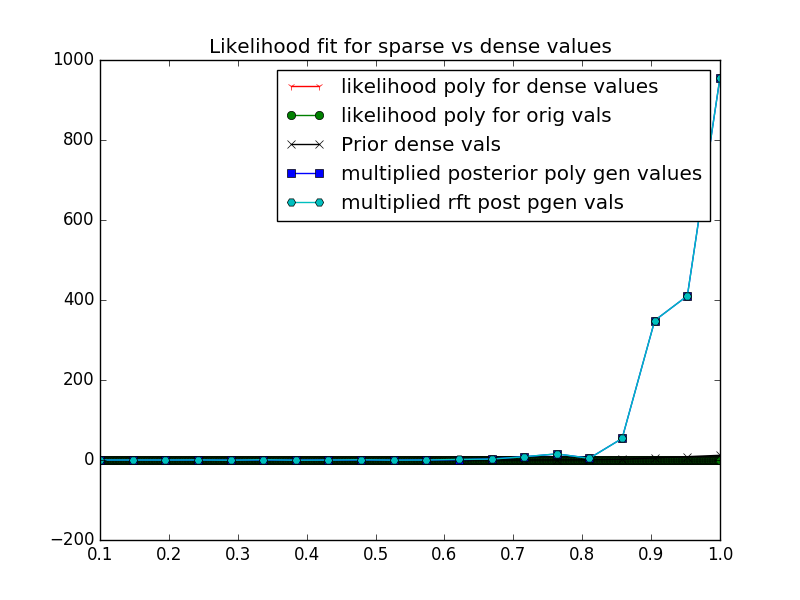 Likelihood fit for sparse vs dense values
1000
800
600
400
200
0
−200
likelihood poly for dense values
likelihood poly for orig vals
Prior dense vals
multiplied posterior poly gen values
multiplied rft post pgen vals
0.1 0.2 0.3 0.4 0.5 0.6 0.7 0.8 0.9 1.0